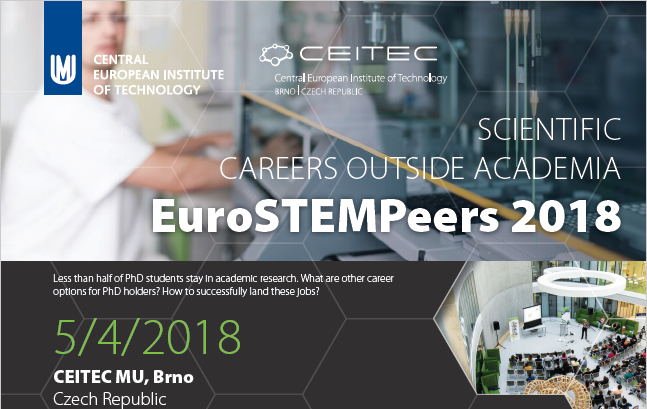 CENTRAL
EUROPEAN INSTITUTE
OF TECHNOLOGY
CEITEC
Central European Institute of Technology
BRNO | CZECH REPUBLIC
SCIENTIFIC
CAREERS OUTSIDE ACADEMIA
EuroSTEMPeers 2018
Less than half of PhD students stay in academic research. What are other career
options for PhD holders? How to successfully land these jobs?
5/4/2018
CEITEC MU, Brno
Czech Republic